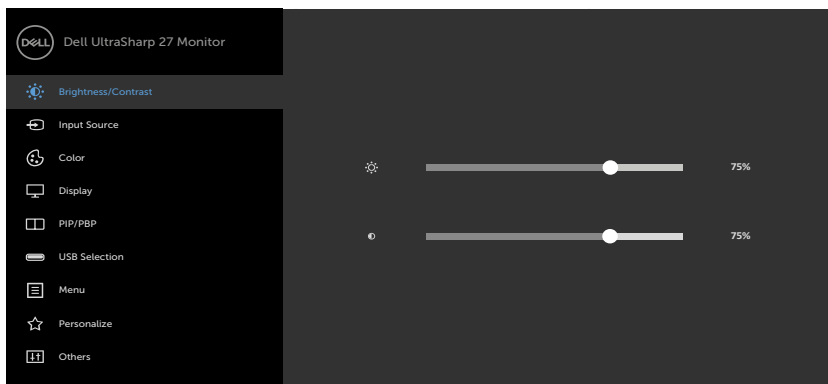 DELL
Dell UltraSharp 27 Monitor
Brightness/Contrast
Input Source
Color
75%
Display
PIP/PBP
75%
USB Selection
Menu
Personalize
Others